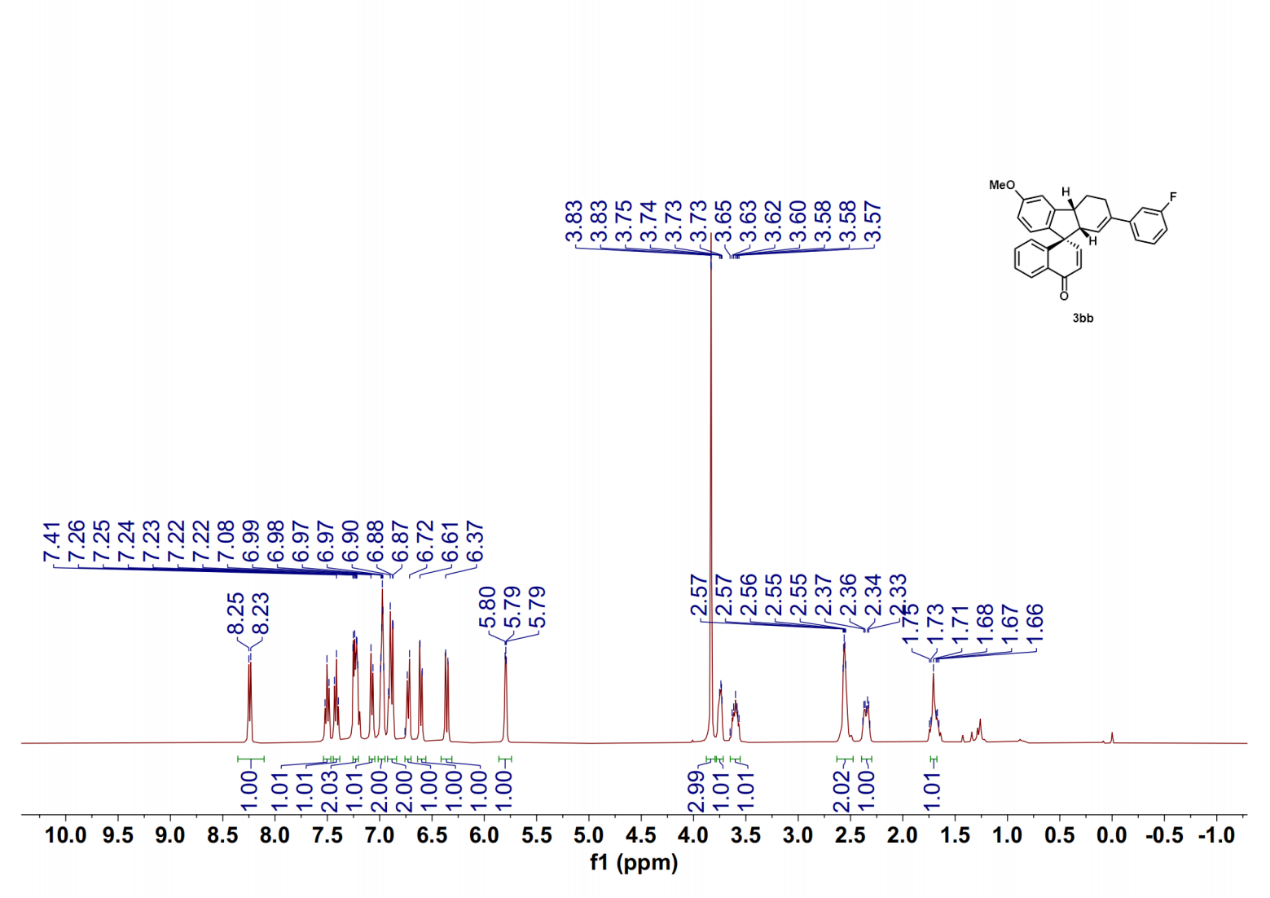 3.83 3.83 3.75 3.74 3.73 3.73 3.65 3.63 3.62 3.60 3.58 3.58 3.57
MeO
H
F
H
O
3bb
7.41 7.26 7.25 7.24 7.23 7.22 7.22 7.08 6.99 6.98 6.97 6.97 6.90 6.88 6.87 6.72 6.61 6.37
8.25 8.23
5.80 5.79 5.79
2.57 2.57 2.56 2.55 2.55 2.37 2.36 2.34 2.33
1.75 1.73 1.71 1.68 1.67 1.66
1.00 1.01 1.01 2.03 1.01 2.00 2.00 1.00 1.00 1.00 1.00 2.99 1.01 1.01 2.02 1.00 1.01
10.0 9.5 9.0 8.5 8.0 7.5 7.0 6.5 6.0 5.5 5.0 4.5 4.0 3.5 3.0 2.5 2.0 1.5 1.0 0.5 0.0 -0.5 -1.0
f1 (ppm)